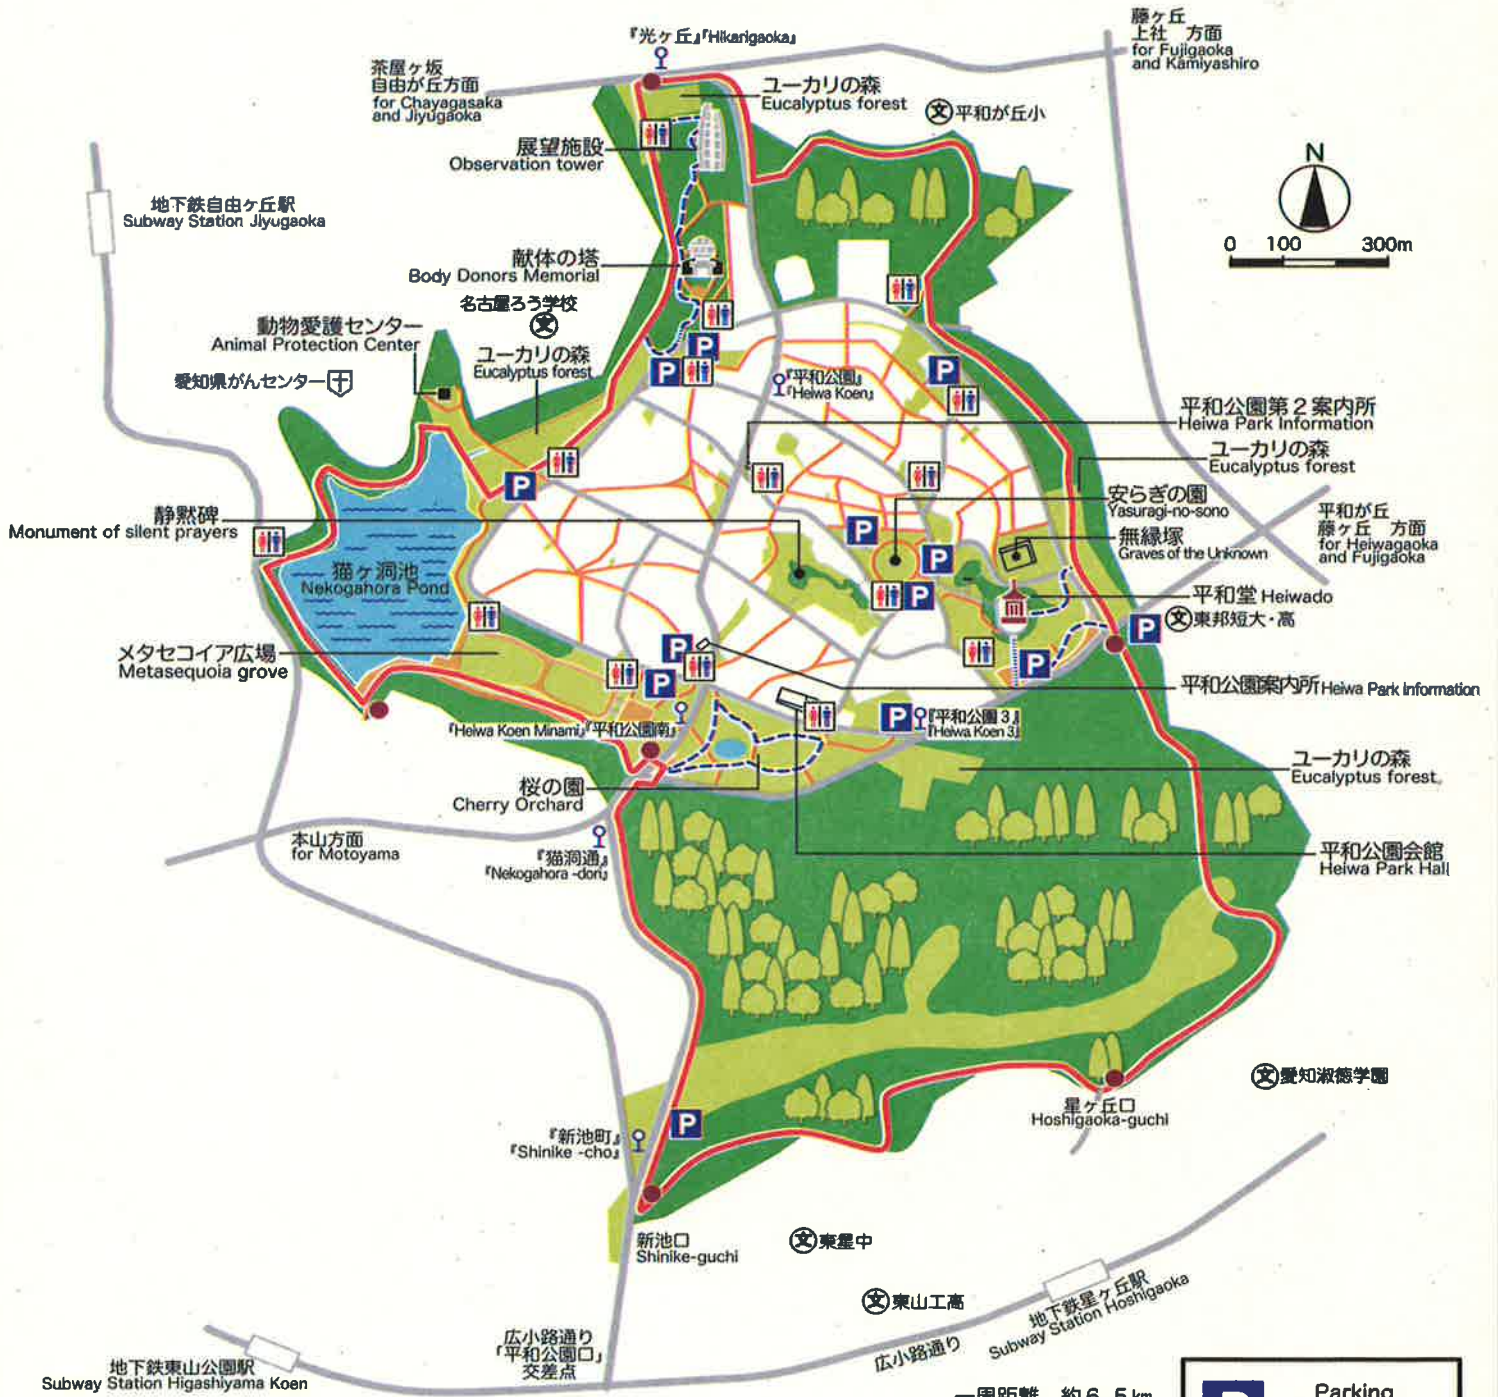 『光ヶ丘』『Hikarigaoka』
藤ヶ丘
上社 方面
for Fujigaoka
and Kamiyashiro
茶屋ヶ坂
自由が丘方面
for Chayagasaka
and Jiyugaoka
ユーカリの森
Eucalyptus forest
文 平和が丘小
展望施設
Observation tower
N
0 100 300m
地下鉄自由ヶ丘駅
Subway Station Jiyugaoka
献体の塔
Body Donors Memorial
名古屋ろう学校
文
動物愛護センター
Animal Protection Center
ユーカリの森
Eucalyptus forest
愛知県がんセンター
P
P
P
『平和公園』
『Heiwa Koen』
平和公園第2案内所
Heiwa Park Information
ユーカリの森
Eucalyptus forest
P
安らぎの園
Yasuragi-no-sono
静黙碑
Monument of silent prayers
無縁塚
Graves of the Unknown
平和が丘
藤ヶ丘 方面
for Heiwagaoka
and Fujigaoka
P
P
P
猫ヶ洞池
Nekogahora Pond
平和堂 Heiwado
文 東邦短大・高
P
P
メタセコイア広場
Metasequoia grove
P
P
平和公園案内所 Heiwa Park Information
『Heiwa Koen Minami』『平和公園南』
P
『平和公園3』
『Heiwa Koen 3』
ユーカリの森
Eucalyptus forest
桜の園
Cherry Orchard
本山方面
for Motoyama
『猫洞通』
『Nekogahora -dori』
平和公園会館
Heiwa Park Hall
文 愛知淑徳学園
星ヶ丘口
Hoshigaoka-guchi
P
『新池町』
『Shinike -cho』
新池口
Shinike-guchi
文 東星中
文 東山工高
地下鉄星ヶ丘駅
Subway Station Hoshigaoka
広小路通り
広小路通り
「平和公園口」
交差点
地下鉄東山公園駅
Subway Station Higashiyama Koen
一周距離 約6.5km
P Parking